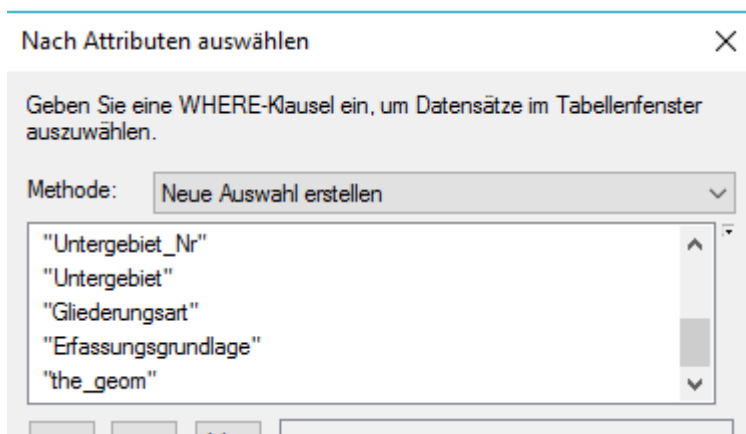 Nach Attributen auswählen
Geben Sie eine WHERE-Klausel ein, um Datensätze im Tabellenfenster
auszuwählen.
Methode: Neue Auswahl erstellen
"Untergebiet_Nr"
"Untergebiet"
"Gliederungsart"
"Erfassungsgrundlage"
"the_geom"